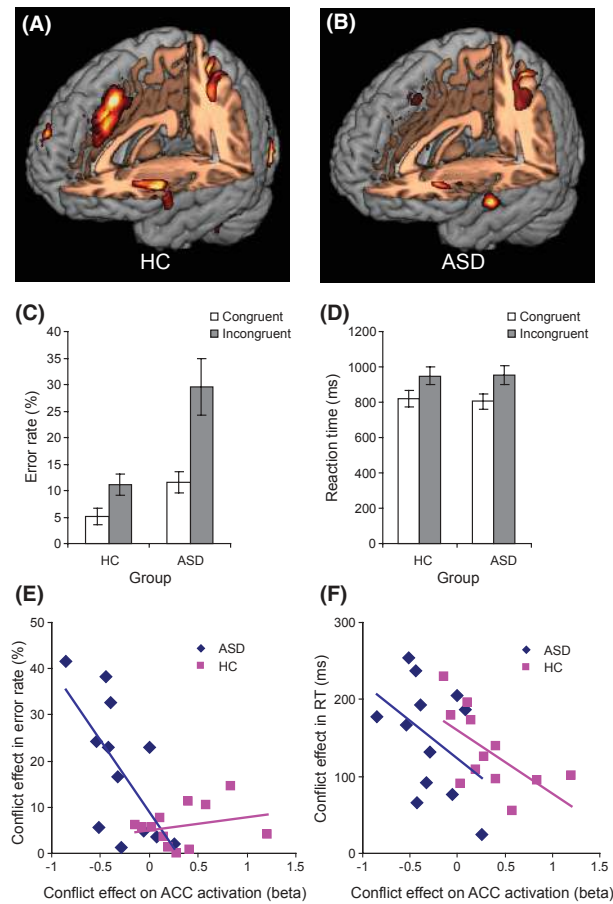 (A)
HC
(B)
ASD
(C)
Congruent
Incongruent
Error rate (%)
40
35
30
25
20
15
10
5
0
HC
ASD
Group
(D)
Congruent
Incongruent
Reaction time (ms)
1200
1000
800
600
400
200
0
HC
ASD
Group
(E)
ASD
HC
Conflict effect in error rate (%)
50
40
30
20
10
0
-1 -0.5 0 0.5 1 1.5
Conflict effect on ACC activation (beta)
(F)
ASD
HC
Conflict effect in RT (ms)
300
200
100
0
-1 -0.5 0 0.5 1 1.5
Conflict effect on ACC activation (beta)